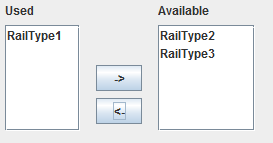 Used
Available
RailType1
RailType2
RailType3
->
<-